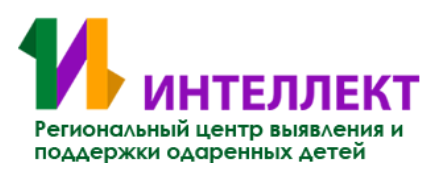 ИНТЕЛЛЕКТ
Региональный центр выявления и
поддержки одаренных детей